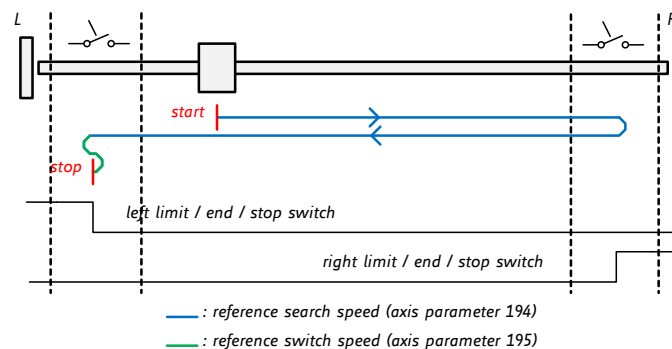 L R
start
stop
left limit / end / stop switch
right limit / end / stop switch
: reference search speed (axis parameter 194)
: reference switch speed (axis parameter 195)